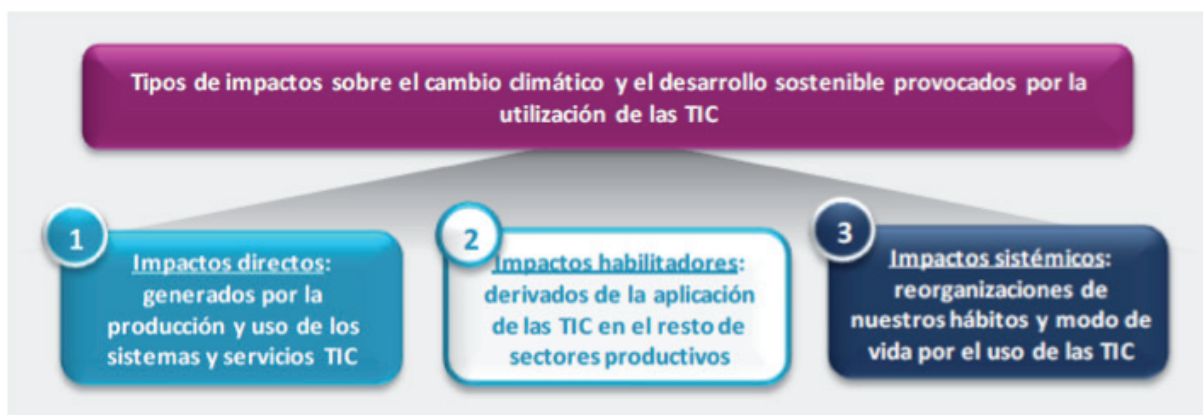 Tipos de impactos sobre el cambio climático y el desarrollo sostenible provocados por la
utilización de las TIC
1
Impactos directos:
generados por la
producción y uso de los
sistemas y servicios TIC
2
Impactos habilitadores:
derivados de la aplicación
de las TIC en el resto de
sectores productivos
3
Impactos sistémicos:
reorganizaciones de
nuestros hábitos y modo de
vida por el uso de las TIC